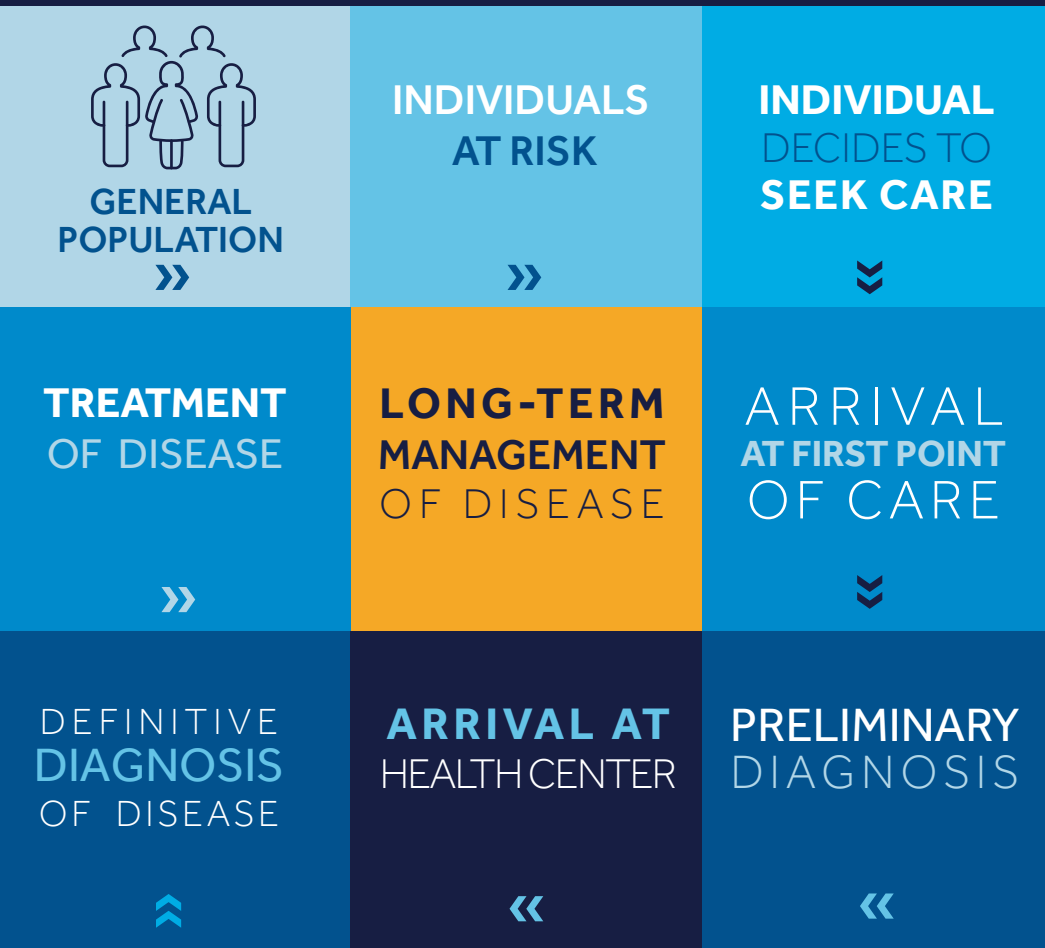 GENERAL
POPULATION
INDIVIDUALS
AT RISK
INDIVIDUAL
DECIDES TO
SEEK CARE
TREATMENT
OF DISEASE
LONG-TERM
MANAGEMENT
OF DISEASE
ARRIVAL
AT FIRST POINT
OF CARE
DEFINITIVE
DIAGNOSIS
OF DISEASE
ARRIVAL AT
HEALTH CENTER
PRELIMINARY
DIAGNOSIS